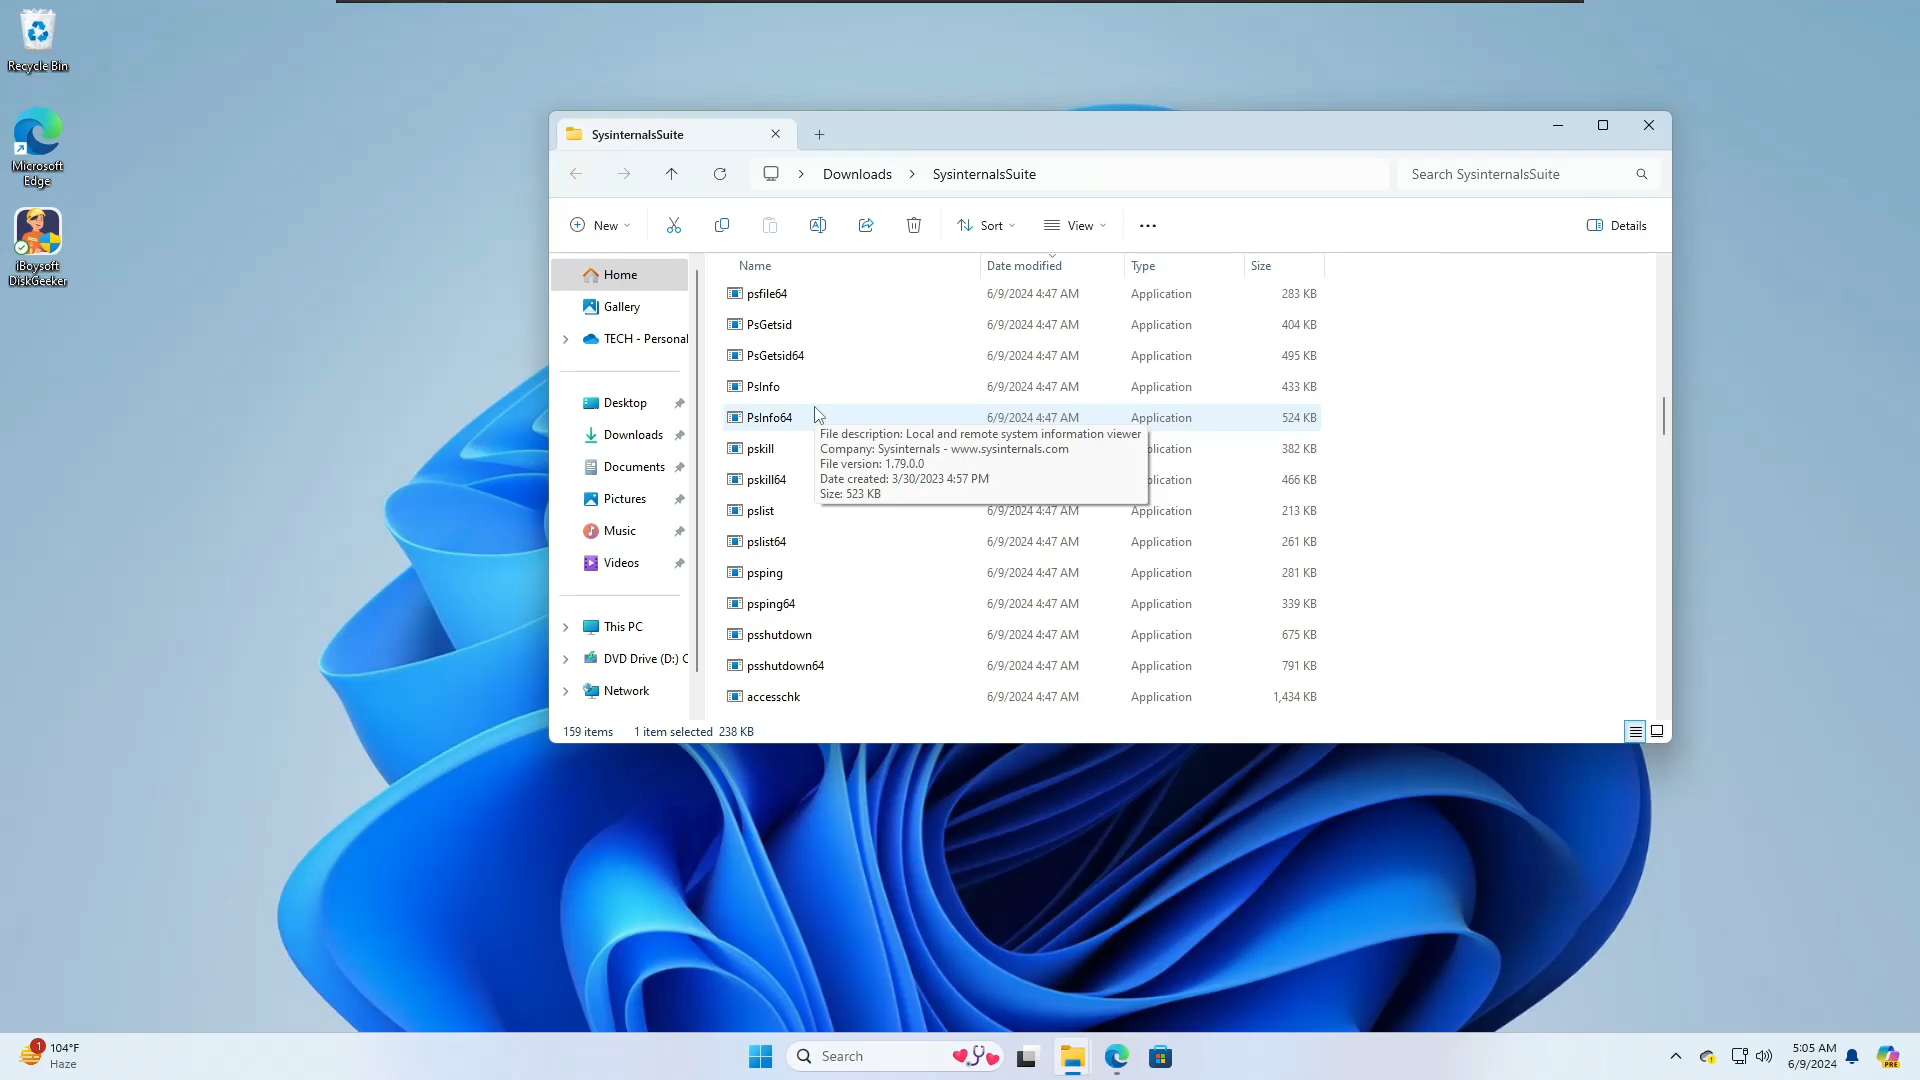 Recycle Bin
Microsoft
Edge
iBoysoft
DiskGeeker
SysinternalsSuite
Downloads
SysinternalsSuite
Search SysinternalsSuite
New
Sort
View
Details
Home
Gallery
TECH - Personal
Desktop
Downloads
Documents
Pictures
Music
Videos
This PC
DVD Drive (D:) C
Network
Name Date modified Type Size
psfile64 6/9/2024 4:47 AM Application 283 KB
PsGetsid 6/9/2024 4:47 AM Application 404 KB
PsGetsid64 6/9/2024 4:47 AM Application 495 KB
PsInfo 6/9/2024 4:47 AM Application 433 KB
PsInfo64 6/9/2024 4:47 AM Application 524 KB
pskill Application 382 KB
pskill64 Application 466 KB
pslist 6/9/2024 4:47 AM Application 213 KB
pslist64 6/9/2024 4:47 AM Application 261 KB
psping 6/9/2024 4:47 AM Application 281 KB
psping64 6/9/2024 4:47 AM Application 339 KB
psshutdown 6/9/2024 4:47 AM Application 675 KB
psshutdown64 6/9/2024 4:47 AM Application 791 KB
accesschk 6/9/2024 4:47 AM Application 1,434 KB
File description: Local and remote system information viewer
Company: Sysinternals - www.sysinternals.com
File version: 1.79.0.0
Date created: 3/30/2023 4:57 PM
Size: 523 KB
159 items 1 item selected 238 KB
1
104°F
Haze
Search
5:05 AM
6/9/2024
PRE